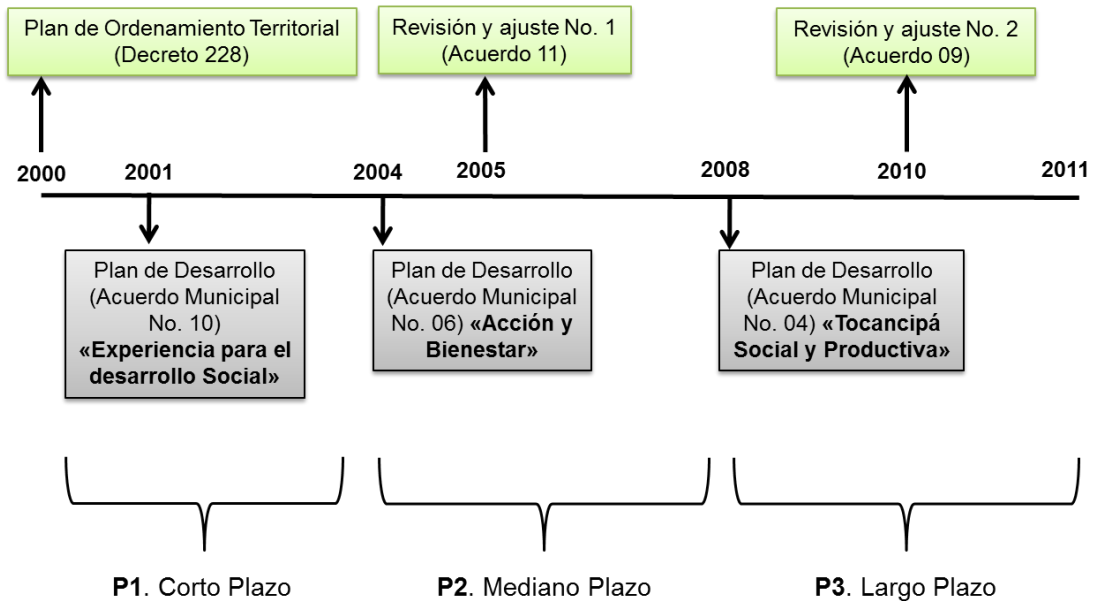 Plan de Ordenamiento Territorial
(Decreto 228)
Revisión y ajuste No. 1
(Acuerdo 11)
Revisión y ajuste No. 2
(Acuerdo 09)
2000
2001
2004
2005
2008
2010
2011
Plan de Desarrollo
(Acuerdo Municipal
No. 10)
«Experiencia para el
desarrollo Social»
Plan de Desarrollo
(Acuerdo Municipal
No. 06) «Acción y
Bienestar»
Plan de Desarrollo
(Acuerdo Municipal
No. 04) «Tocancipá
Social y Productiva»
P1. Corto Plazo
P2. Mediano Plazo
P3. Largo Plazo